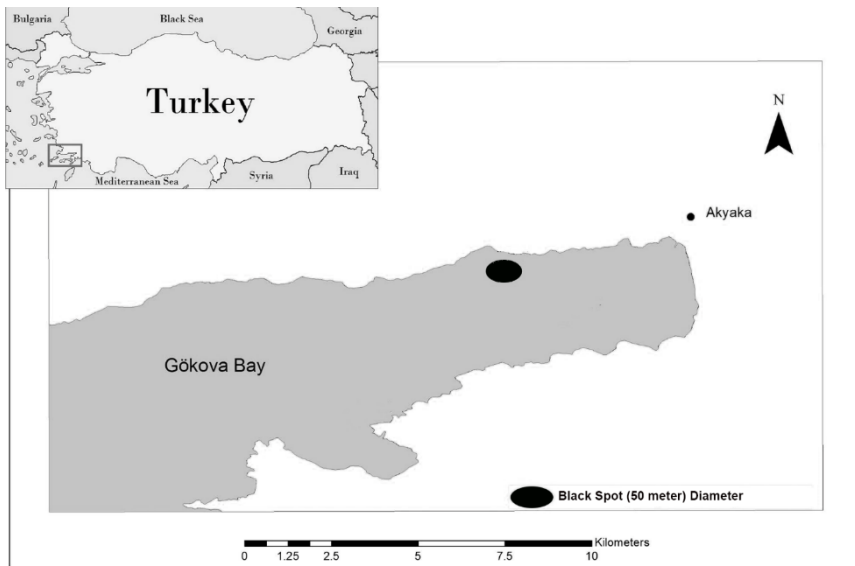 Bulgaria
Black Sea
Georgia
Turkey
Mediterranean Sea
Syria
Iraq
N
Akyaka
Gökova Bay
Black Spot (50 meter) Diameter
Kilometers
0 1.25 2.5 5 7.5 10